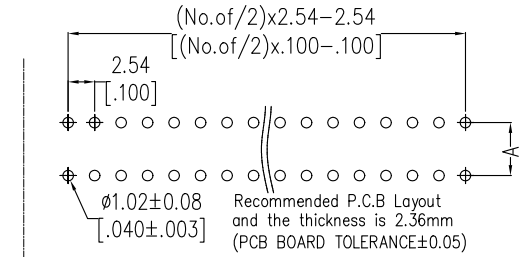 (No.of/2)x2.54-2.54
[(No.of/2)x.100-.100]
2.54
[.100]
A
ø1.02±0.08
[.040±.003]
Recommended P.C.B Layout
and the thickness is 2.36mm
(PCB BOARD TOLERANCE±0.05)